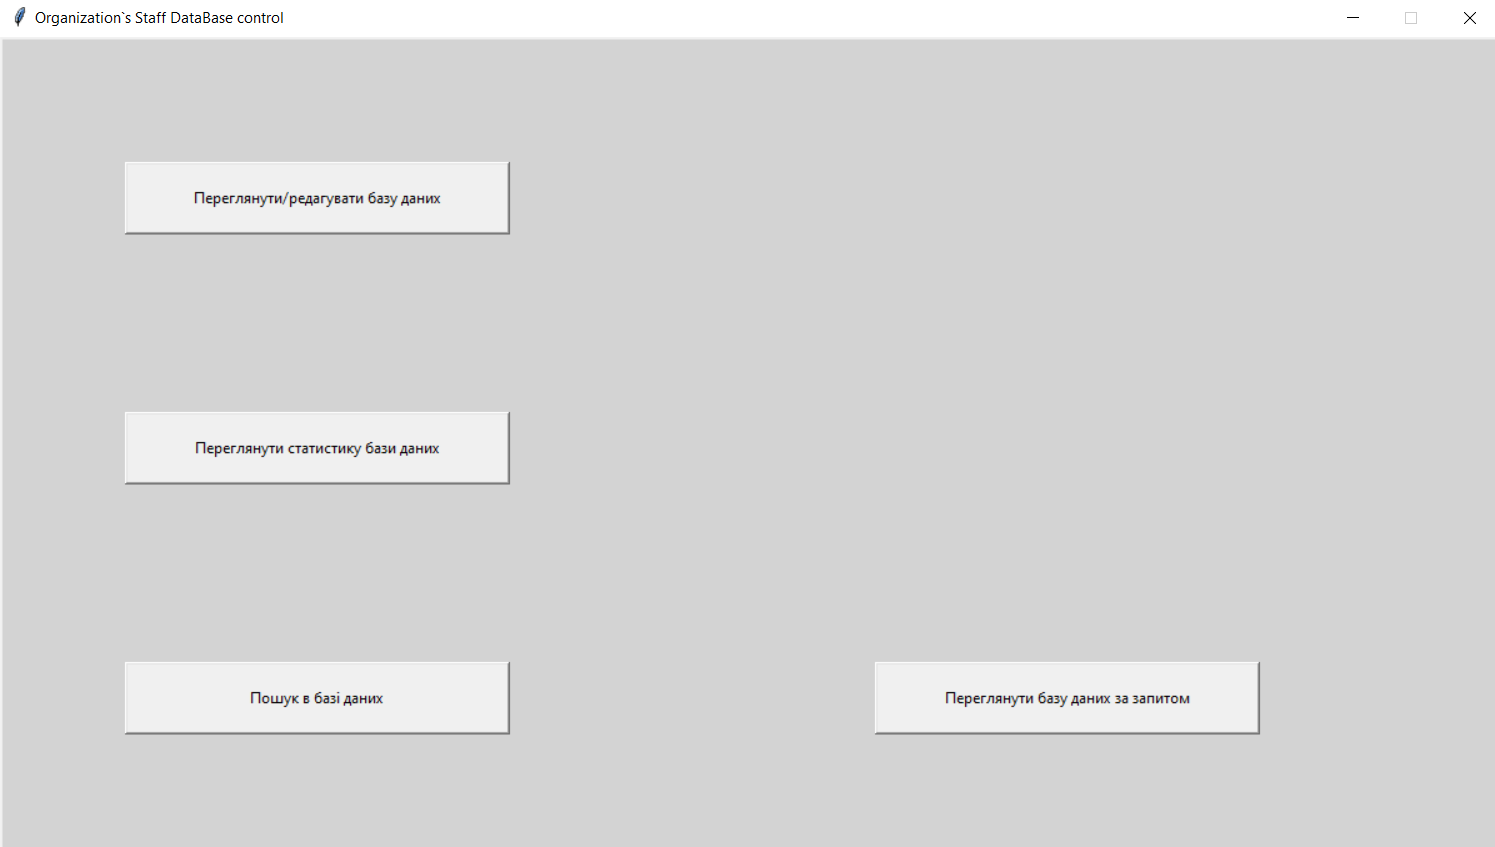 Organization`s Staff DataBase control
Переглянути/редагувати базу даних
Переглянути статистику бази даних
Пошук в базі даних
Переглянути базу даних за запитом